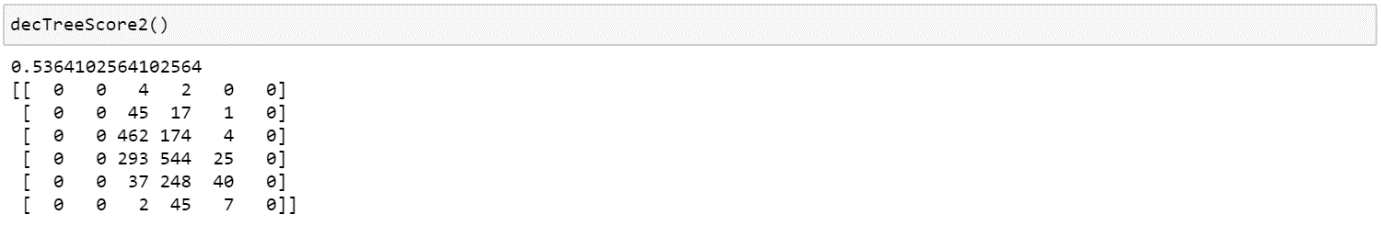 decTreeScore2()
0.5364102564102564
[[  0   0   4   2   0   0]
 [  0   0  45  17   1   0]
 [  0   0 462 174   4   0]
 [  0   0 293 544  25   0]
 [  0   0  37 248  40   0]
 [  0   0   2  45   7   0]]